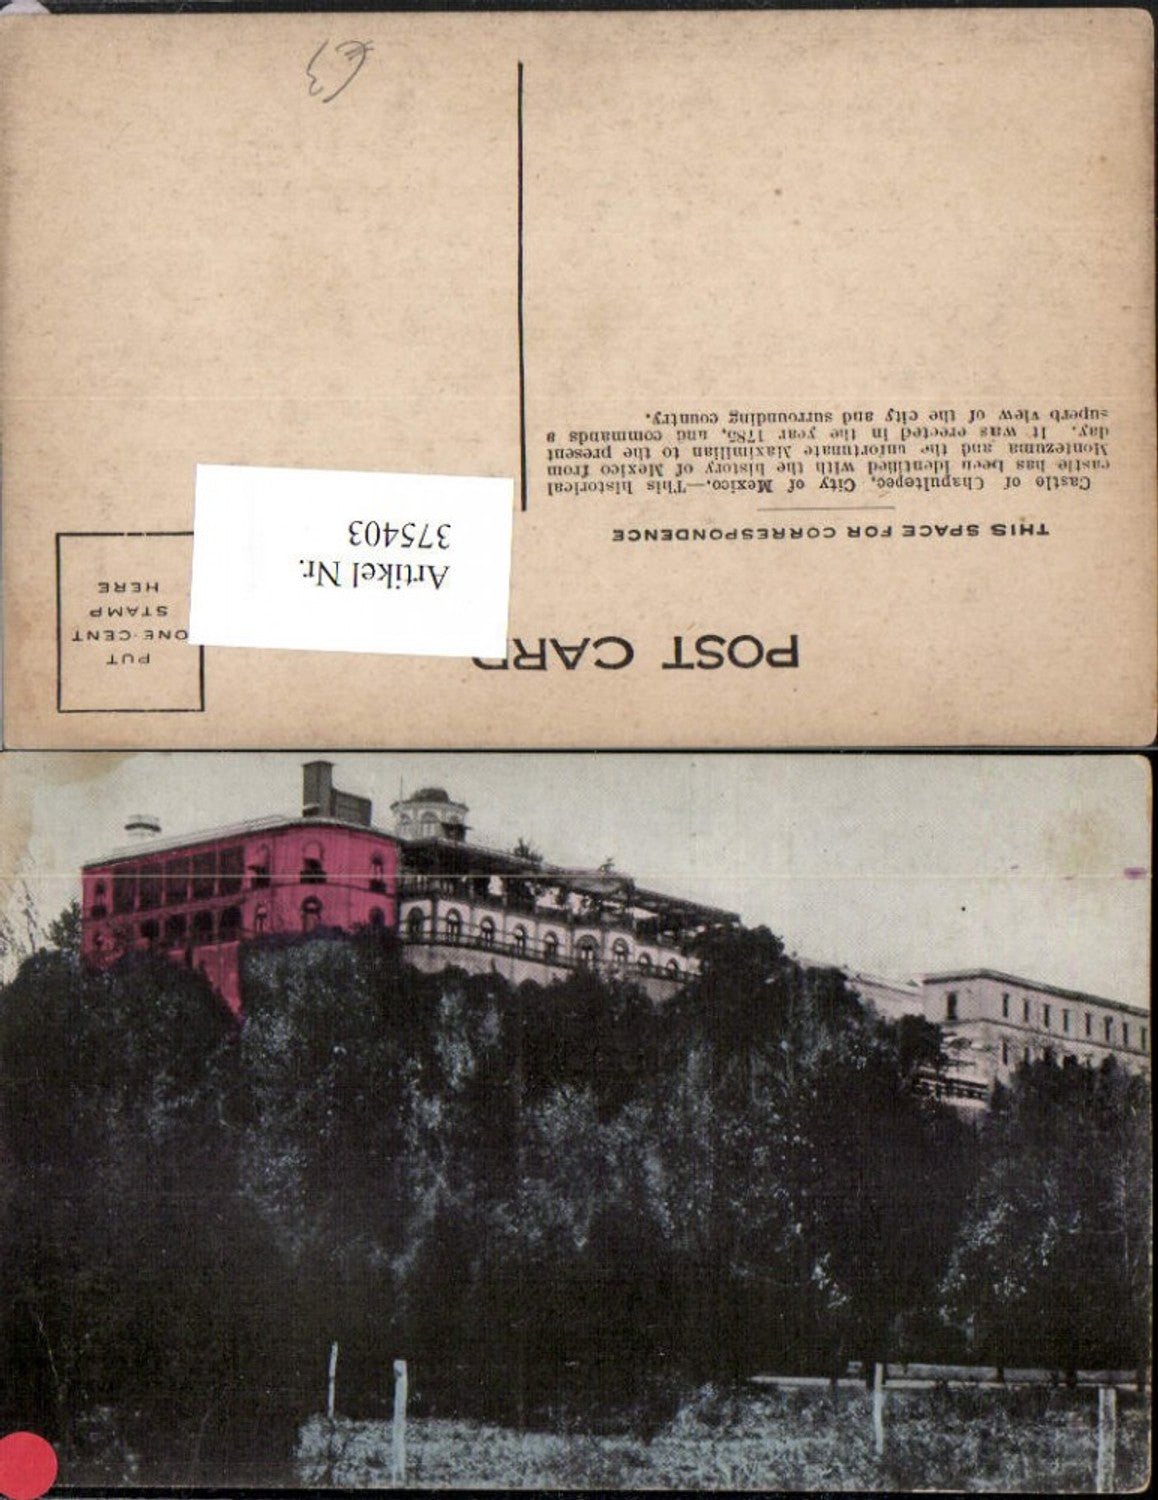 POST CARD
THIS SPACE FOR CORRESPONDENCE
Castle of Chapultepec, City of Mexico.—This historical
castle has been identified with the history of Mexico from
Montezuma and the unfortunate Maximilian to the present
day. It was erected in the year 1785, and commands a
superb view of the city and surrounding country.
PUT
ONE-CENT
STAMP
HERE
Artikel Nr.
375403
€3